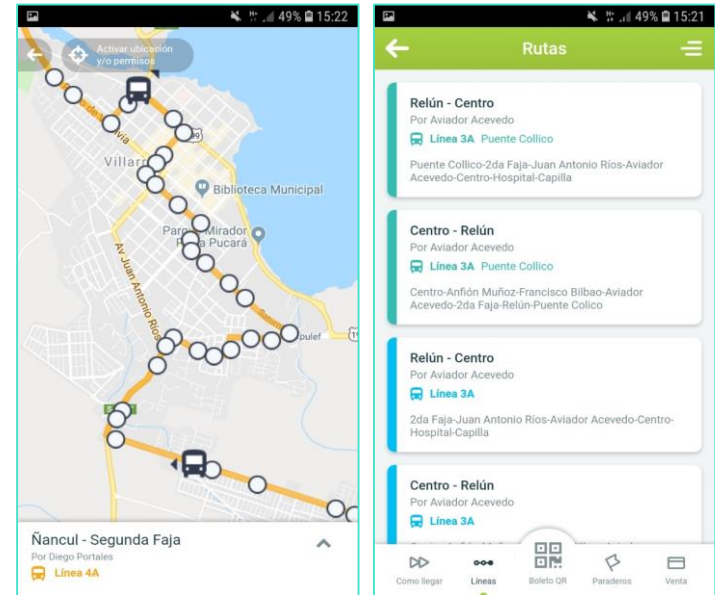 49% 15:22
Activar ubicación
y/o permisos
Villarr
199
Biblioteca Municipal
Parque Mirador
Pucará
Av Juan Antonio Ríos
Ñancul - Segunda Faja
Por Diego Portales
Línea 4A
49% 15:21
Rutas
Relún - Centro
Por Aviador Acevedo
Línea 3A Puente Collico
Puente Collico-2da Faja-Juan Antonio Ríos-Aviador
Acevedo-Centro-Hospital-Capilla
Centro - Relún
Por Aviador Acevedo
Línea 3A Puente Collico
Centro-Anfión Muñoz-Francisco Bilbao-Aviador
Acevedo-2da Faja-Relún-Puente Colico
Relún - Centro
Por Aviador Acevedo
Línea 3A
2da Faja-Juan Antonio Ríos-Aviador Acevedo-Centro-
Hospital-Capilla
Centro - Relún
Por Aviador Acevedo
Línea 3A
Como llegar
Líneas
Boleto QR
Paraderos
Venta